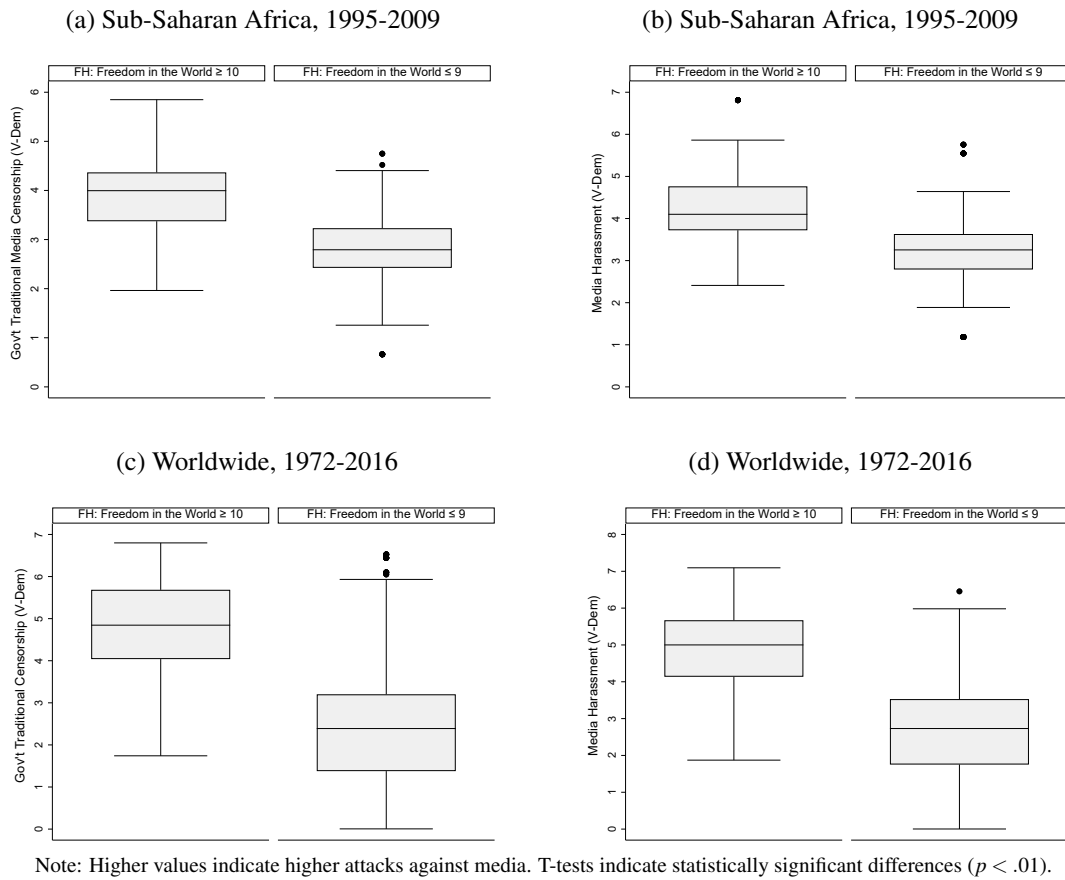 (a) Sub-Saharan Africa, 1995-2009
FH: Freedom in the World ≥ 10
FH: Freedom in the World ≤ 9
Gov't Traditional Media Censorship (V-Dem)
6
5
4
3
2
1
0
(b) Sub-Saharan Africa, 1995-2009
FH: Freedom in the World ≥ 10
FH: Freedom in the World ≤ 9
Media Harassment (V-Dem)
7
6
5
4
3
2
1
0
(c) Worldwide, 1972-2016
FH: Freedom in the World ≥ 10
FH: Freedom in the World ≤ 9
Gov't Traditional Censorship (V-Dem)
7
6
5
4
3
2
1
0
(d) Worldwide, 1972-2016
FH: Freedom in the World ≥ 10
FH: Freedom in the World ≤ 9
Media Harassment (V-Dem)
8
7
6
5
4
3
2
1
0
Note: Higher values indicate higher attacks against media. T-tests indicate statistically significant differences (p < .01).